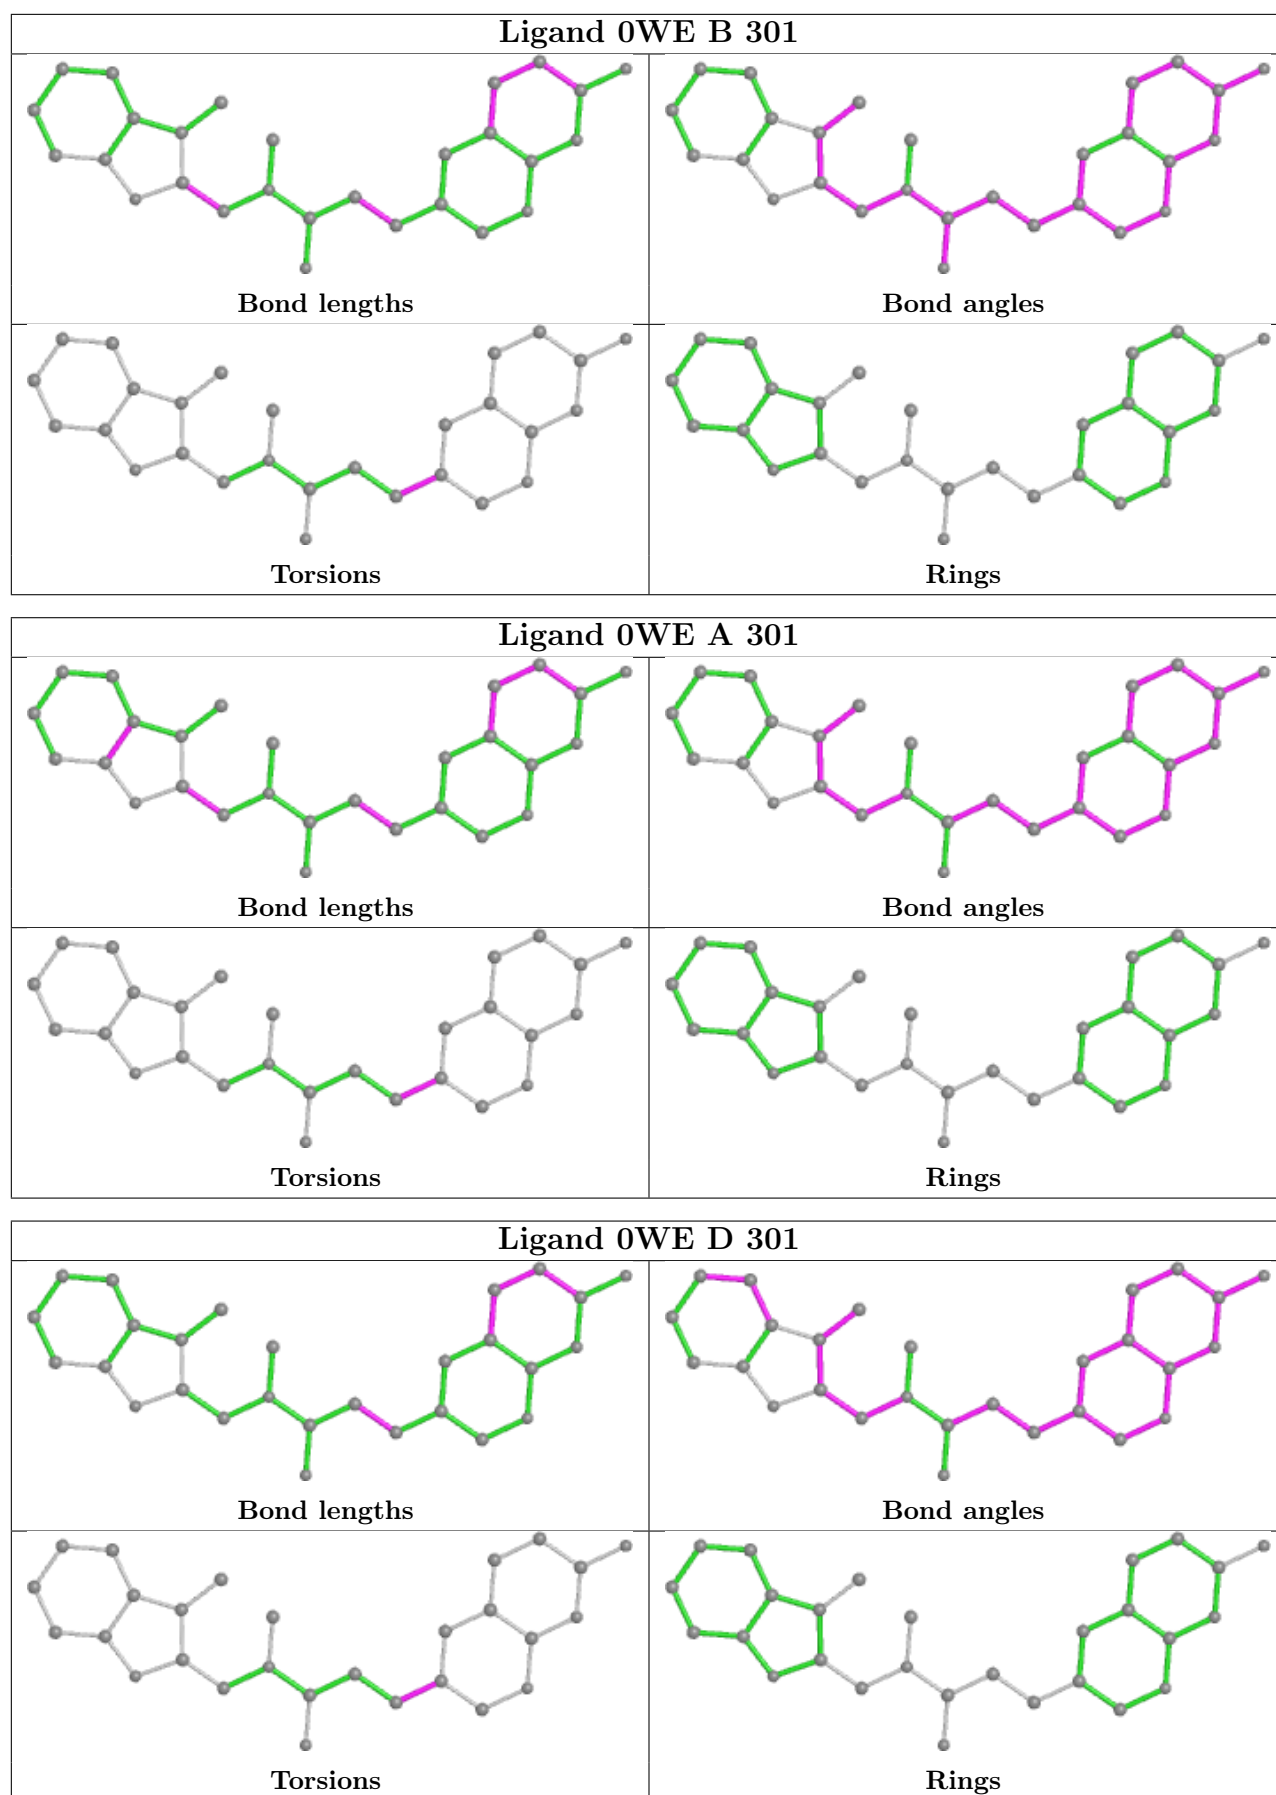 Ligand 0WE B 301
Bond lengths
Bond angles
Torsions
Rings
Ligand 0WE A 301
Bond lengths
Bond angles
Torsions
Rings
Ligand 0WE D 301
Bond lengths
Bond angles
Torsions
Rings